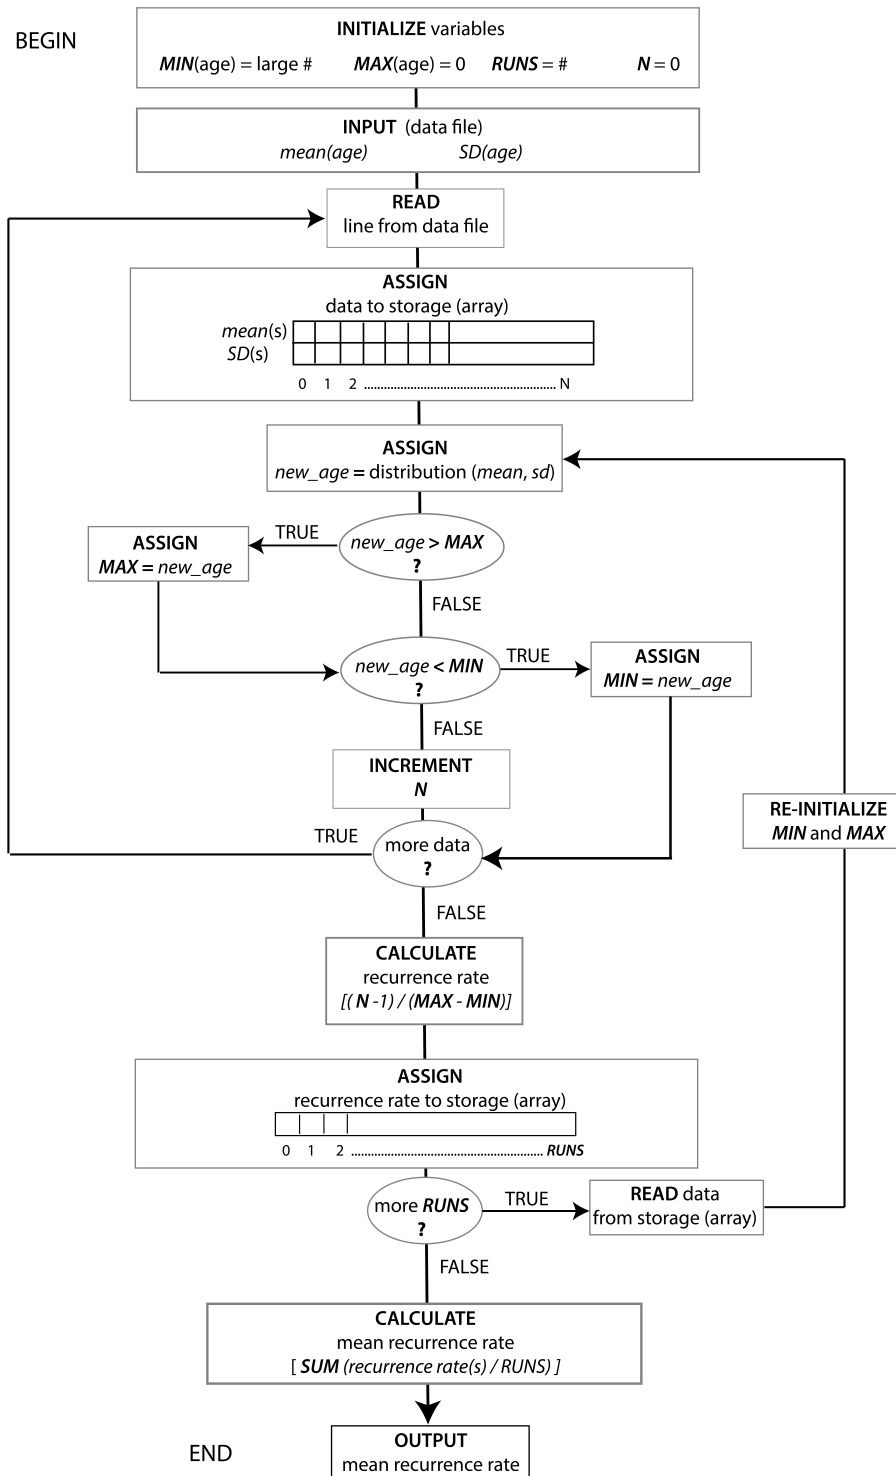 BEGIN
INITIALIZE variables
MIN(age) = large # MAX(age) = 0 RUNS = # N = 0
INPUT (data file)
mean(age) SD(age)
READ
line from data file
ASSIGN
data to storage (array)
mean(s)
SD(s)
0 1 2 ............................................................ N
ASSIGN
new_age = distribution (mean, sd)
new_age > MAX
?
TRUE
ASSIGN
MAX = new_age
FALSE
new_age < MIN
?
TRUE
ASSIGN
MIN = new_age
FALSE
INCREMENT
N
RE-INITIALIZE
MIN and MAX
TRUE
more data
?
FALSE
CALCULATE
recurrence rate
[( N -1) / (MAX - MIN)]
ASSIGN
recurrence rate to storage (array)
0 1 2 ............................................................ RUNS
more RUNS
?
TRUE
READ data
from storage (array)
FALSE
CALCULATE
mean recurrence rate
[ SUM (recurrence rate(s) / RUNS) ]
END
OUTPUT
mean recurrence rate